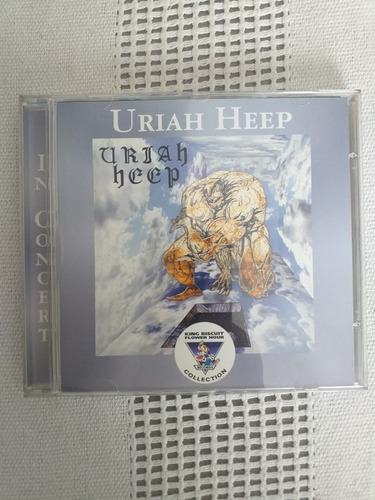 URIAH HEEP
URIAH
HEEP
IN CONCERT
KING BISCUIT
FLOWER HOUR
COLLECTION